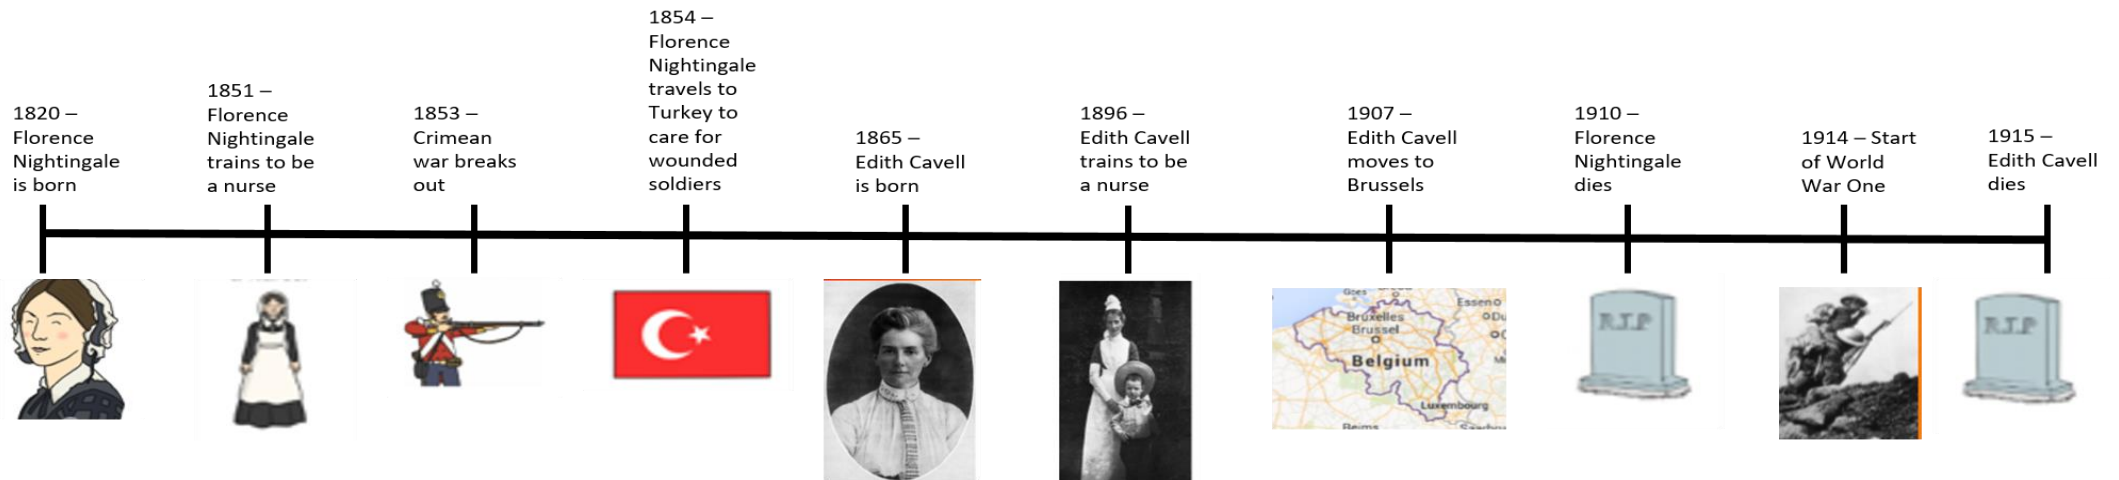 1820 –
Florence
Nightingale
is born
1851 –
Florence
Nightingale
trains to be
a nurse
1853 –
Crimean
war breaks
out
1854 –
Florence
Nightingale
travels to
Turkey to
care for
wounded
soldiers
1865 –
Edith Cavell
is born
1896 –
Edith Cavell
trains to be
a nurse
1907 –
Edith Cavell
moves to
Brussels
1910 –
Florence
Nightingale
dies
1914 – Start
of World
War One
1915 –
Edith Cavell
dies
Goes
Essen
Bruxelles
Brussel
Belgium
Luxembourg
Reims
R.I.P
R.I.P